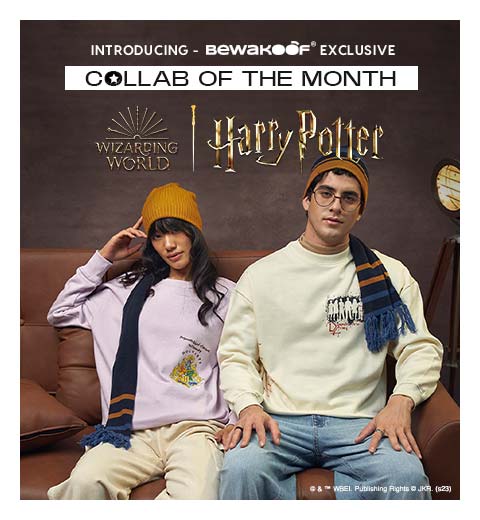 INTRODUCING - BEWAKOOF® EXCLUSIVE
COLLAB OF THE MONTH
WIZARDING
WORLD
Harry Potter
© & ™ WBEI. Publishing Rights © JKR. (s23)